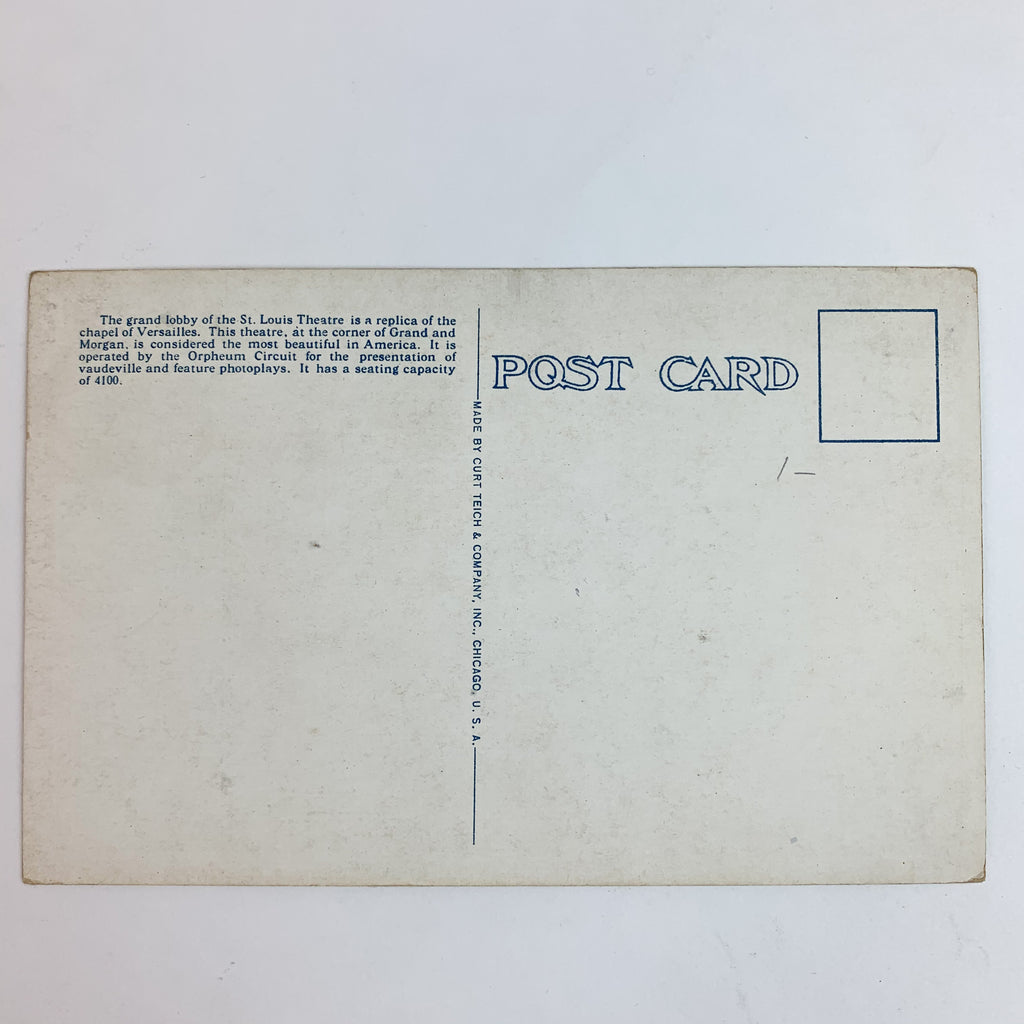 The grand lobby of the St. Louis Theatre is a replica of the
chapel of Versailles. This theatre, at the corner of Grand and
Morgan, is considered the most beautiful in America. It is
operated by the Orpheum Circuit for the presentation of
vaudeville and feature photoplays. It has a seating capacity
of 4100.
MADE BY CURT TEICH & COMPANY, INC., CHICAGO, U. S. A.
POST CARD
/—